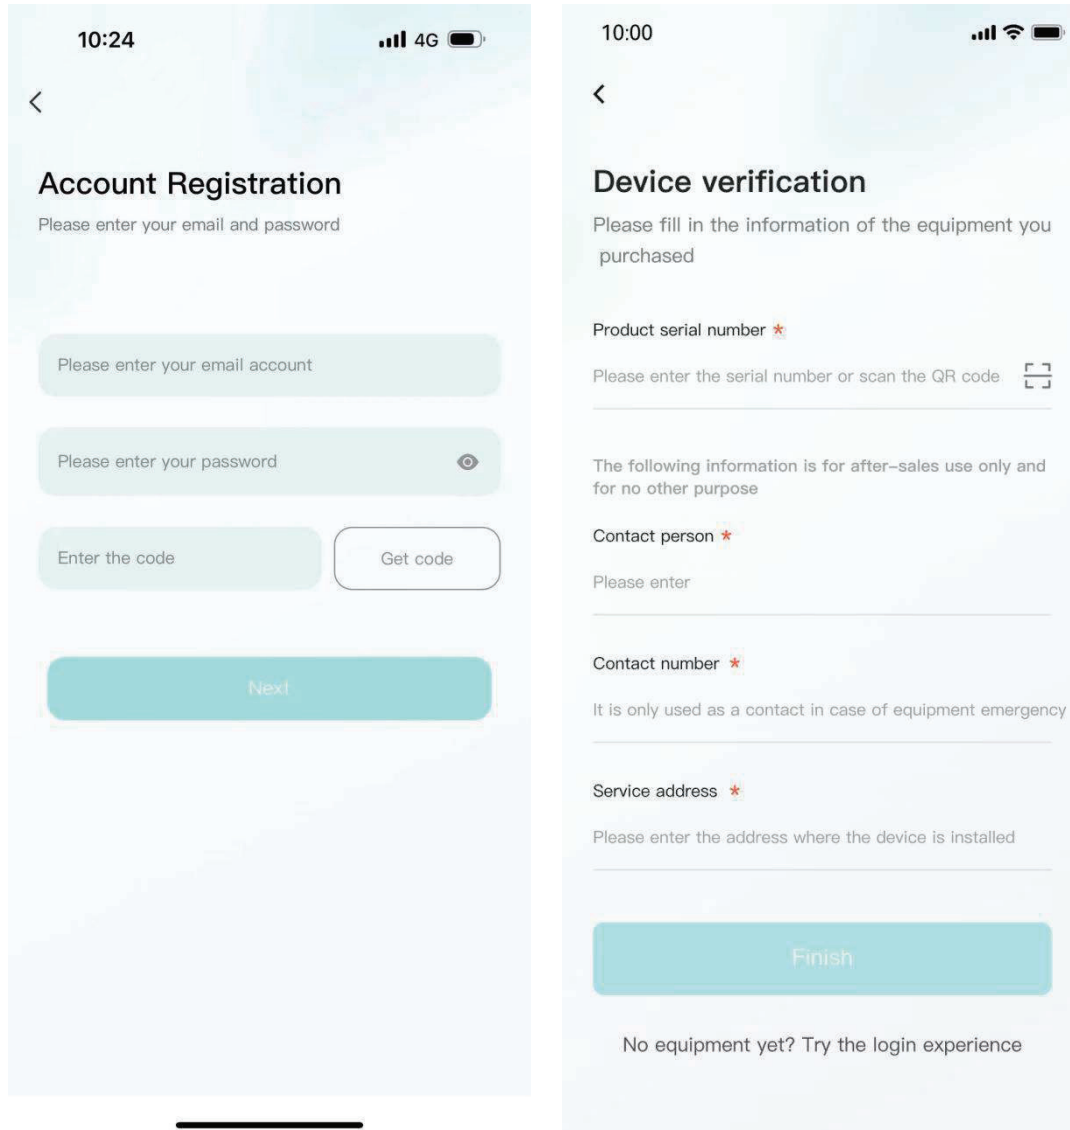 10:24
4G
Account Registration
Please enter your email and password
Please enter your email account
Please enter your password
Enter the code
Get code
Next
10:00
Device verification
Please fill in the information of the equipment you
purchased
Product serial number *
Please enter the serial number or scan the QR code
The following information is for after-sales use only and
for no other purpose
Contact person *
Please enter
Contact number *
It is only used as a contact in case of equipment emergency
Service address *
Please enter the address where the device is installed
Finish
No equipment yet? Try the login experience